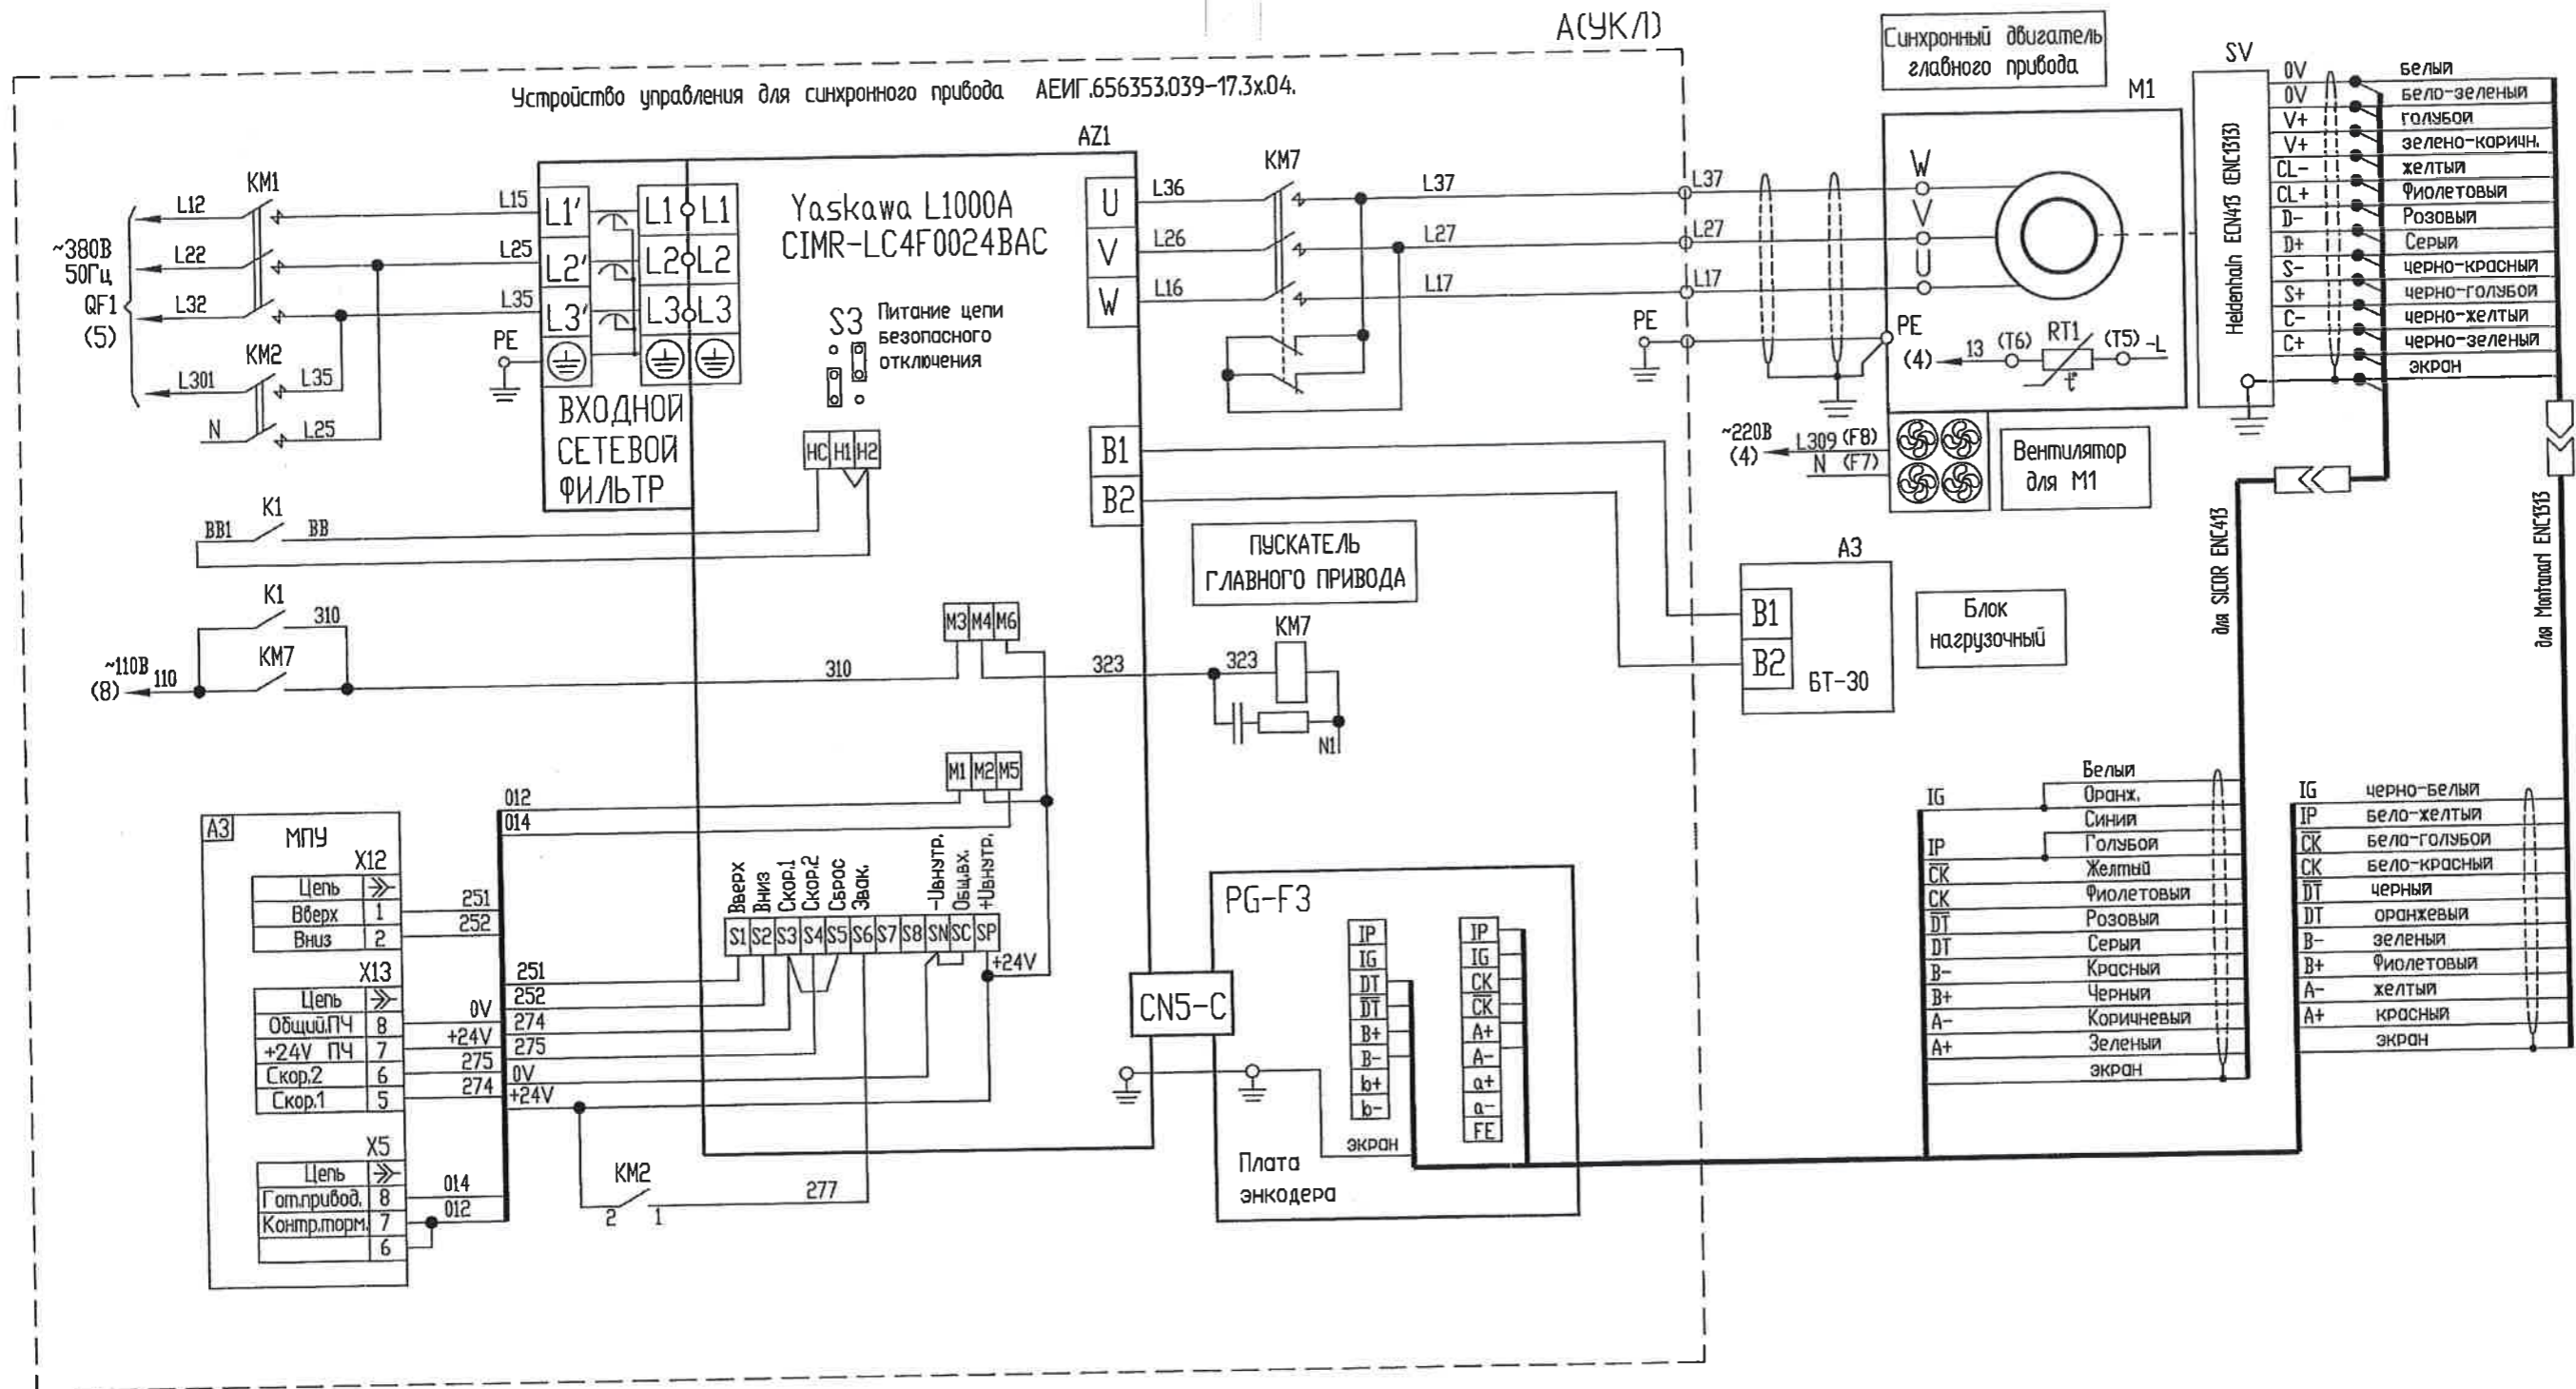 А(УКЛ)
Устройство управления для синхронного привода АЕИГ.656353.039-17.3х.04.
~380В
50Гц
QF1
(5)
L12
L22
L32
L301
N
KM1
KM2
L35
L25
L15
L25
L35
PE
L1'
L2'
L3'
L1
L2
L3
L1
L2
L3
ВХОДНОЙ
СЕТЕВОЙ
ФИЛЬТР
AZ1
Yaskawa L1000A
CIMR-LC4F0024BAC
S3
Питание цепи
безопасного
отключения
HC H1 H2
U
V
W
B1
B2
L36
L26
L16
KM7
L37
L27
L17
L37
L27
L17
PE
Синхронный двигатель
главного привода
M1
W
V
U
PE
(4)
13
(T6)
RT1
t°
(T5)
-L
~220В
(4)
L309 (F8)
N (F7)
Вентилятор
для М1
SV
Heidenhain ECN413 (ENC1313)
0V белый
0V бело-зеленый
V+ голубой
V+ зелено-коричн.
CL- желтый
CL+ Фиолетовый
D- Розовый
D+ Серый
S- черно-красный
S+ черно-голубой
C- черно-желтый
C+ черно-зеленый
экран
для SICOR ENC413
для Montanari ENC1313
K1
BB1
BB
K1
310
KM7
~110В
(8)
110
310
M3 M4 M6
323
323
ПУСКАТЕЛЬ
ГЛАВНОГО ПРИВОДА
KM7
N1
A3
B1
B2
БТ-30
Блок
нагрузочный
M1 M2 M5
012
014
A3
МПУ
X12
Цепь
Вверх 1
Вниз 2
251
252
X13
Цепь
Общий.ПЧ 8
+24V ПЧ 7
Скор.2 6
Скор.1 5
0V
+24V
275
274
X5
Цепь
Гот.привод. 8
Контр.торм. 7
6
014
012
251
252
274
275
0V
+24V
Вверх
Вниз
Скор.1
Скор.2
Сброс
Эвак.
-Uвнутр.
Общ.вх.
+Uвнутр.
S1 S2 S3 S4 S5 S6 S7 S8 SN SC SP
+24V
KM2
2
1
277
CN5-C
PG-F3
IP
IG
DT
D̅T̅
B+
B-
b+
b-
IP
IG
CK
C̅K̅
A+
A-
a+
a-
FE
экран
Плата
энкодера
Белый
IG Оранж.
Синий
IP Голубой
C̅K̅ Желтый
CK Фиолетовый
D̅T̅ Розовый
DT Серый
B- Красный
B+ Черный
A- Коричневый
A+ Зеленый
экран
IG черно-белый
IP бело-желтый
C̅K̅ бело-голубой
CK бело-красный
D̅T̅ черный
DT оранжевый
B- зеленый
B+ Фиолетовый
A- желтый
A+ красный
экран